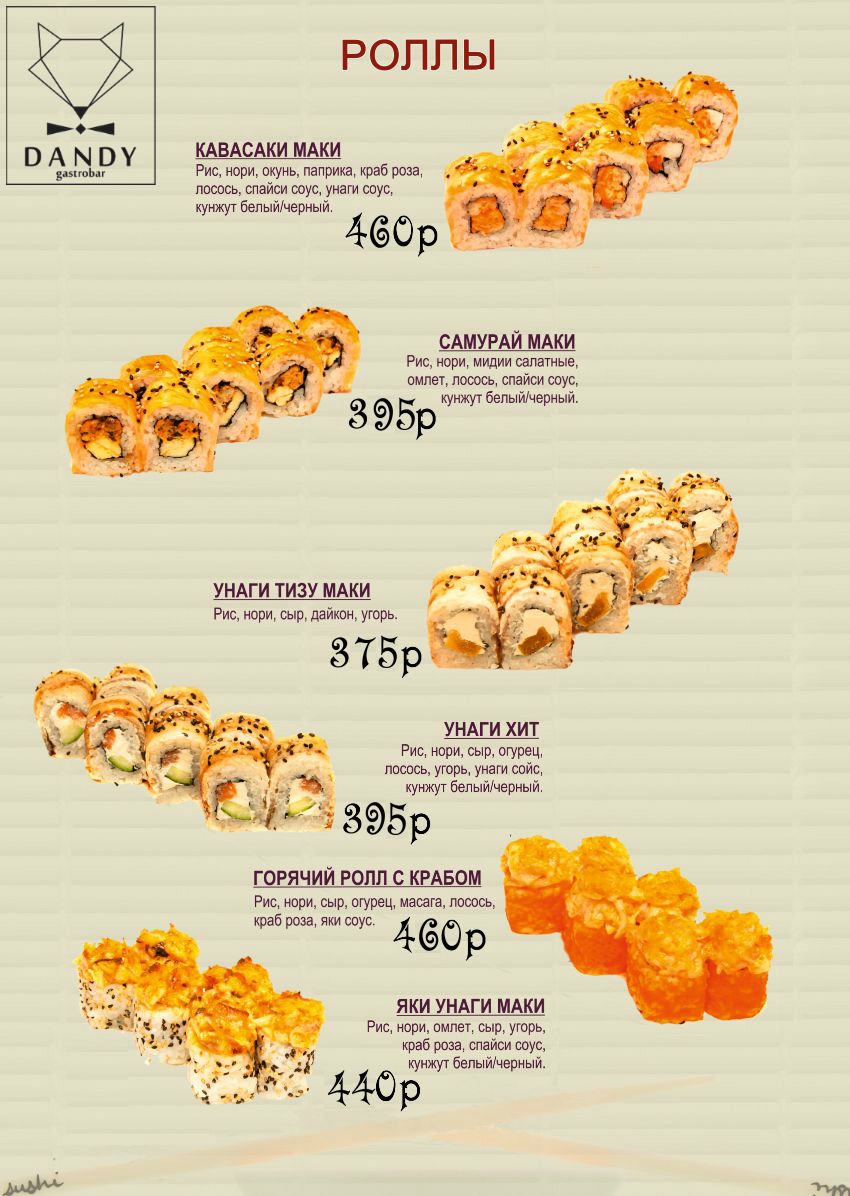 DANDY
gastrobar
РОЛЛЫ
КАВАСАКИ МАКИ
Рис, нори, окунь, паприка, краб роза,
лосось, спайси соус, унаги соус,
кунжут белый/черный.
460р
САМУРАЙ МАКИ
Рис, нори, мидии салатные,
омлет, лосось, спайси соус,
кунжут белый/черный.
395р
УНАГИ ТИЗУ МАКИ
Рис, нори, сыр, дайкон, угорь.
375р
УНАГИ ХИТ
Рис, нори, сыр, огурец,
лосось, угорь, унаги сойс,
кунжут белый/черный.
395р
ГОРЯЧИЙ РОЛЛ С КРАБОМ
Рис, нори, сыр, огурец, масага, лосось,
краб роза, яки соус.
460р
ЯКИ УНАГИ МАКИ
Рис, нори, омлет, сыр, угорь,
краб роза, спайси соус,
кунжут белый/черный.
440р
sushi